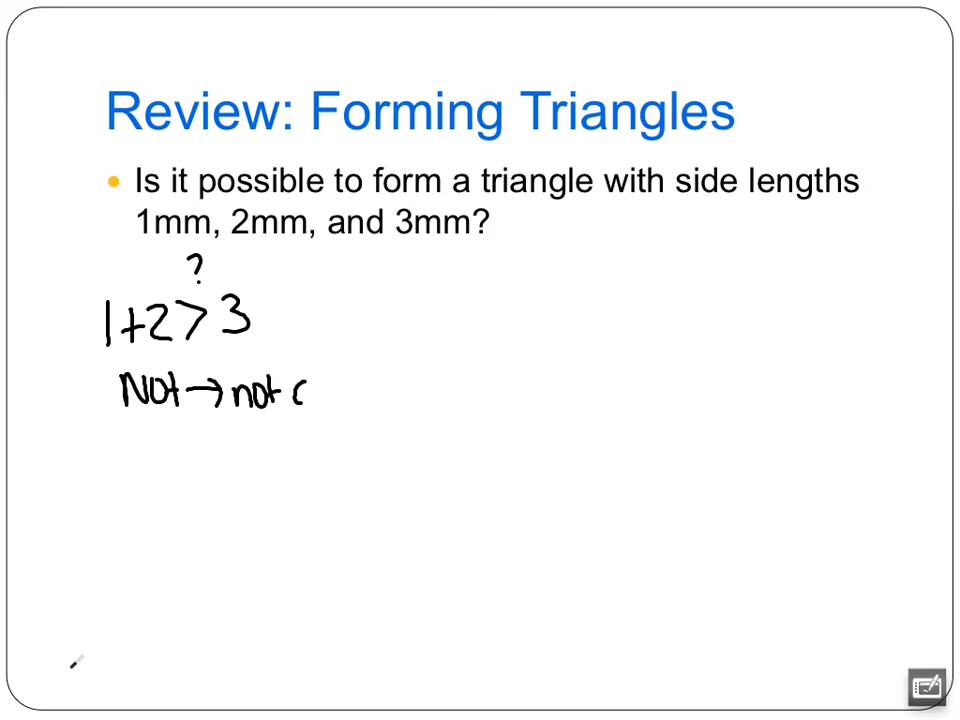 Review: Forming Triangles
Is it possible to form a triangle with side lengths
1mm, 2mm, and 3mm?
?
1+2>3
Not → not